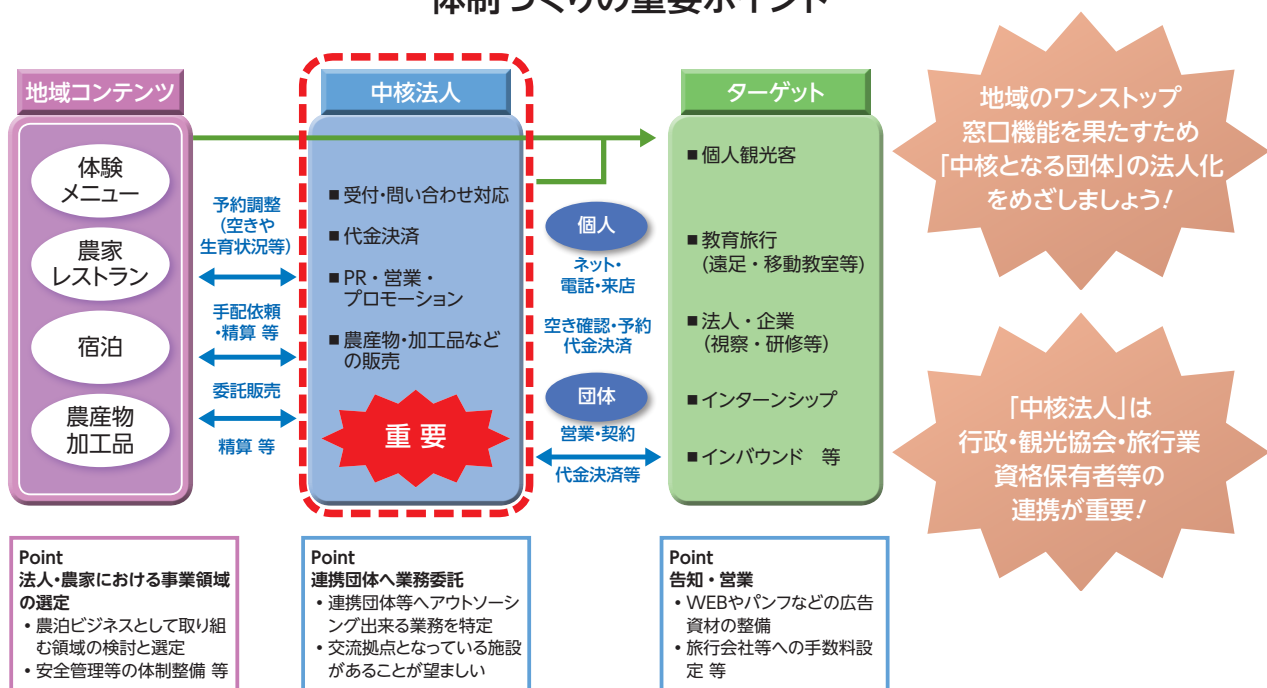 体制づくりの重要ポイント
地域コンテンツ
体験
メニュー
農家
レストラン
宿泊
農産物
加工品
予約調整
(空きや
生育状況等)
手配依頼
・精算 等
委託販売
精算 等
中核法人
■受付・問い合わせ対応
■代金決済
■PR・営業・
プロモーション
■農産物・加工品など
の販売
重要
個人
ネット・
電話・来店
空き確認・予約
代金決済
団体
営業・契約
代金決済等
ターゲット
■個人観光客
■教育旅行
(遠足・移動教室等)
■法人・企業
(視察・研修等)
■インターンシップ
■インバウンド 等
地域のワンストップ
窓口機能を果たすため
「中核となる団体」の法人化
をめざしましょう!
「中核法人」は
行政・観光協会・旅行業
資格保有者等の
連携が重要!
Point
法人・農家における事業領域
の選定
・農泊ビジネスとして取り組
む領域の検討と選定
・安全管理等の体制整備 等
Point
連携団体へ業務委託
・連携団体等へアウトソーシ
ング出来る業務を特定
・交流拠点となっている施設
があることが望ましい
Point
告知・営業
・WEBやパンフなどの広告
資材の整備
・旅行会社等への手数料設
定 等